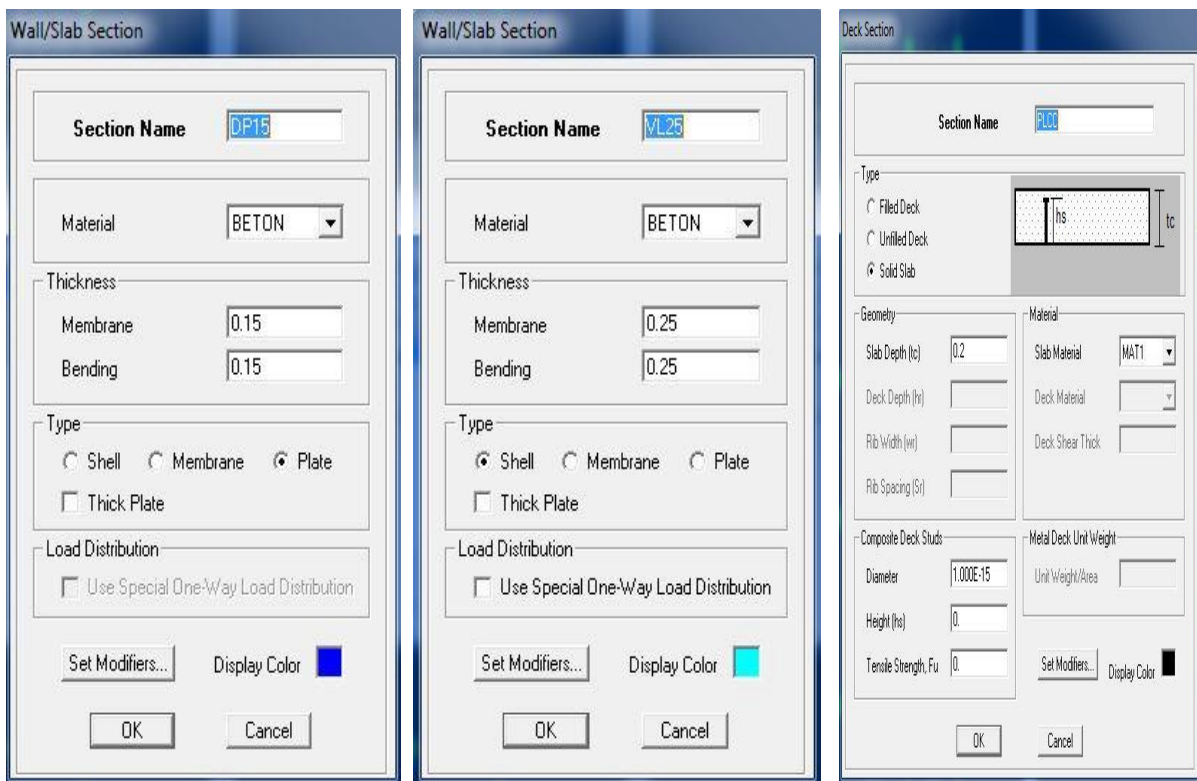 Wall/Slab Section
Section Name DP15
Material BETON
Thickness
Membrane 0.15
Bending 0.15
Type
Shell Membrane Plate
Thick Plate
Load Distribution
Use Special One-Way Load Distribution
Set Modifiers... Display Color
OK Cancel
Wall/Slab Section
Section Name VL25
Material BETON
Thickness
Membrane 0.25
Bending 0.25
Type
Shell Membrane Plate
Thick Plate
Load Distribution
Use Special One-Way Load Distribution
Set Modifiers... Display Color
OK Cancel
Deck Section
Section Name
Type
Filled Deck
Unfilled Deck
Solid Slab
hs
tc
Geometry
Slab Depth (tc) 0.2
Deck Depth (hr)
Rib Width (wr)
Rib Spacing (Sr)
Material
Slab Material MAT1
Deck Material
Deck Shear Thick
Composite Deck Studs
Diameter 1.000E-15
Height (hs) 0.
Tensile Strength, Fu 0.
Metal Deck Unit Weight
Unit Weight/Area
Set Modifiers... Display Color
OK Cancel